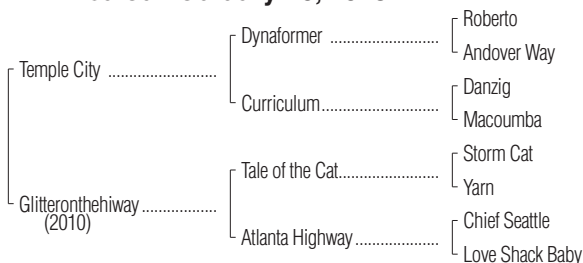 Roberto
Dynaformer ..........................
Andover Way
Temple City ..........................
Danzig
Curriculum............................
Macoumba
Storm Cat
Tale of the Cat........................
Yarn
Glitteronthehiway..................
(2010)
Chief Seattle
Atlanta Highway ....................
Love Shack Baby